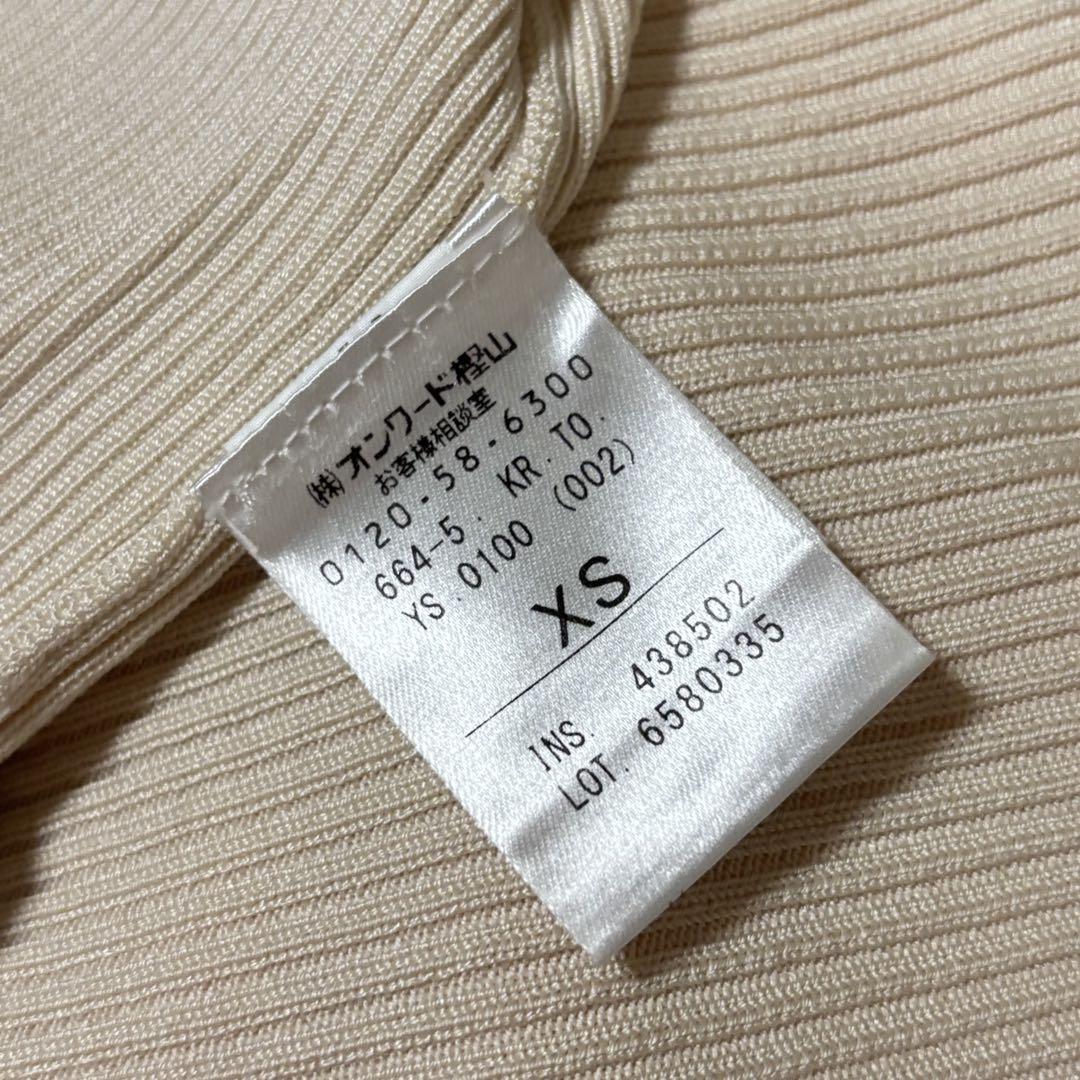 ㈱オンワード樫山
お客様相談室
0120-58-6300
664-5. KR.TO.
YS.0100 (002)
XS
INS. 438502
LOT. 6580335